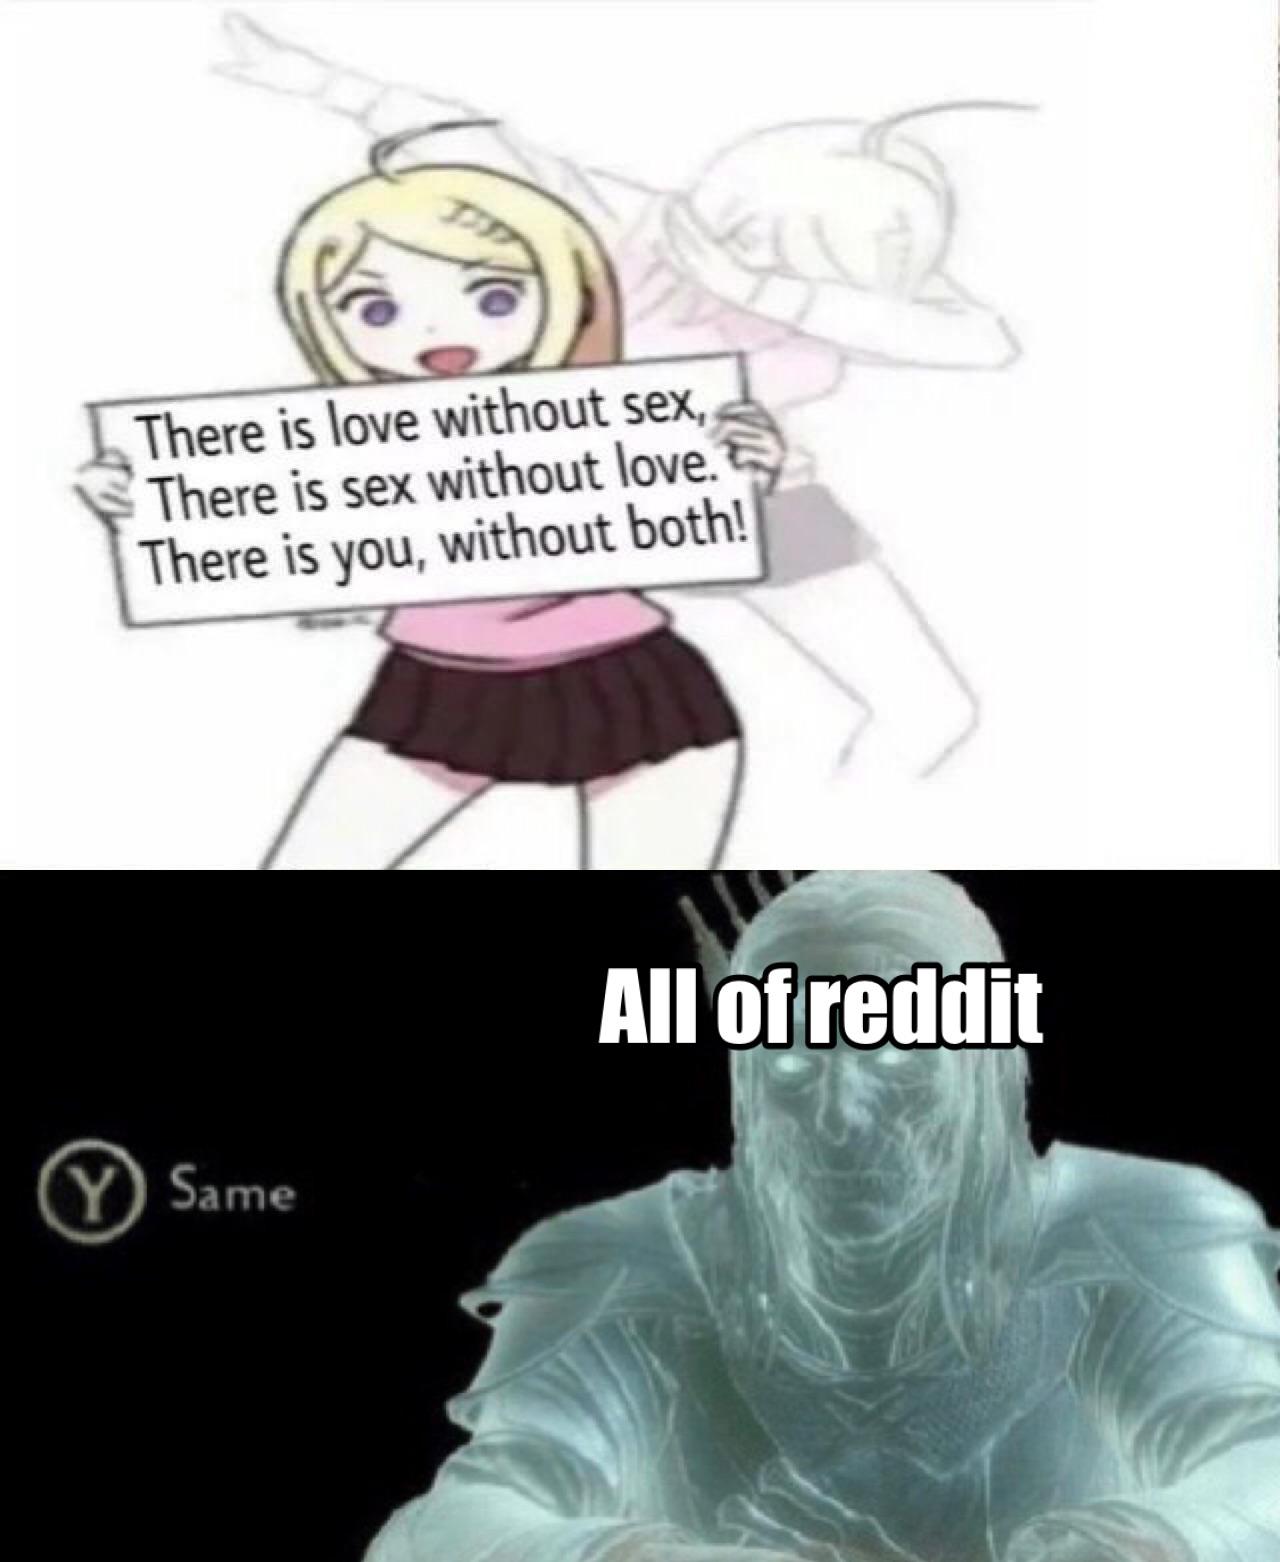 There is love without sex,
There is sex without love.
There is you, without both!
All of reddit
Y Same